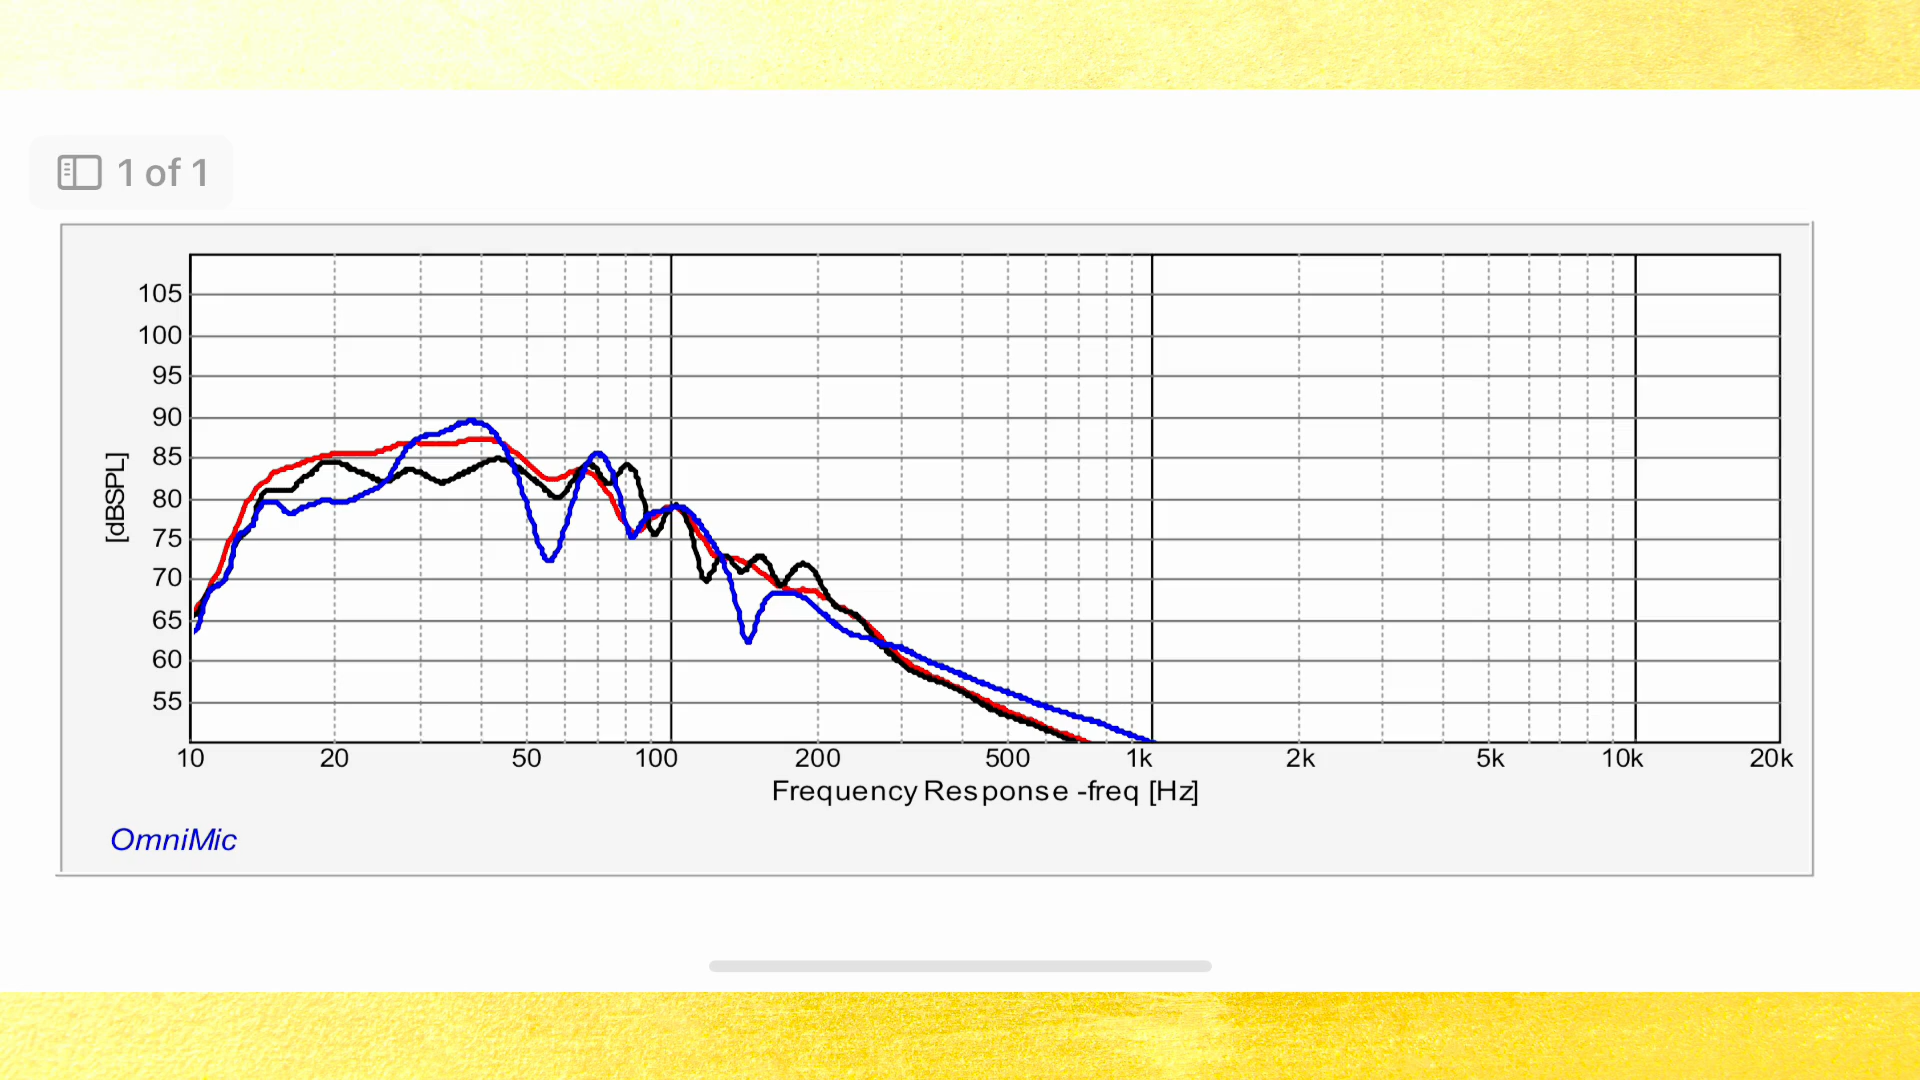 1 of 1
105
100
95
90
85
80
75
70
65
60
55
[dBSPL]
10 20 50 100 200 500 1k 2k 5k 10k 20k
Frequency Response -freq [Hz]
OmniMic